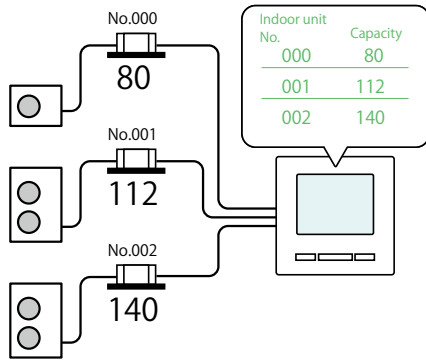 No.000
80
No.001
112
No.002
140
Indoor unit
No. Capacity
000 80
001 112
002 140